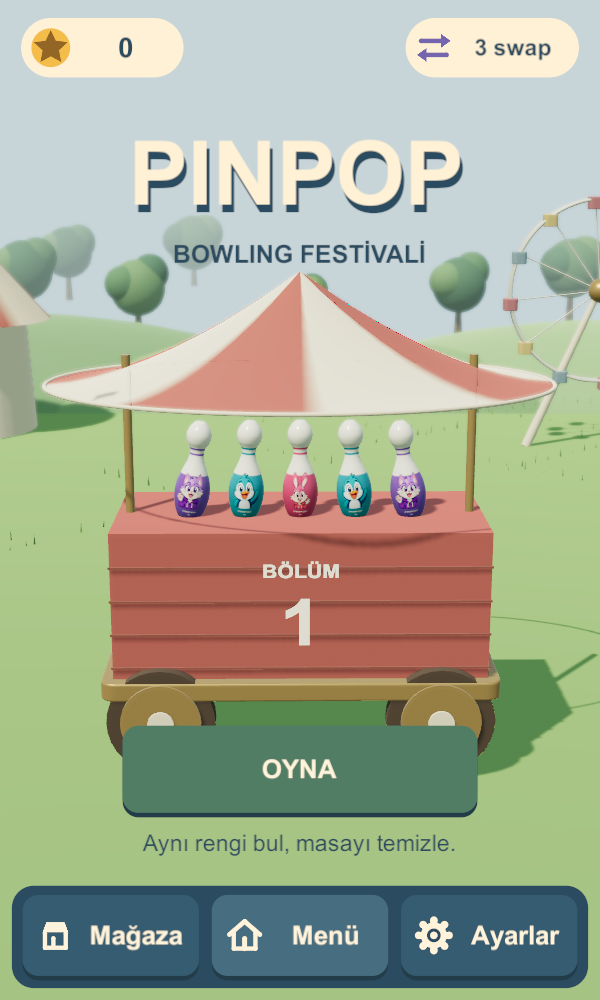 0
3 swap
PINPOP
BOWLING FESTİVALİ
BÖLÜM
1
OYNA
Aynı rengi bul, masayı temizle.
Mağaza
Menü
Ayarlar